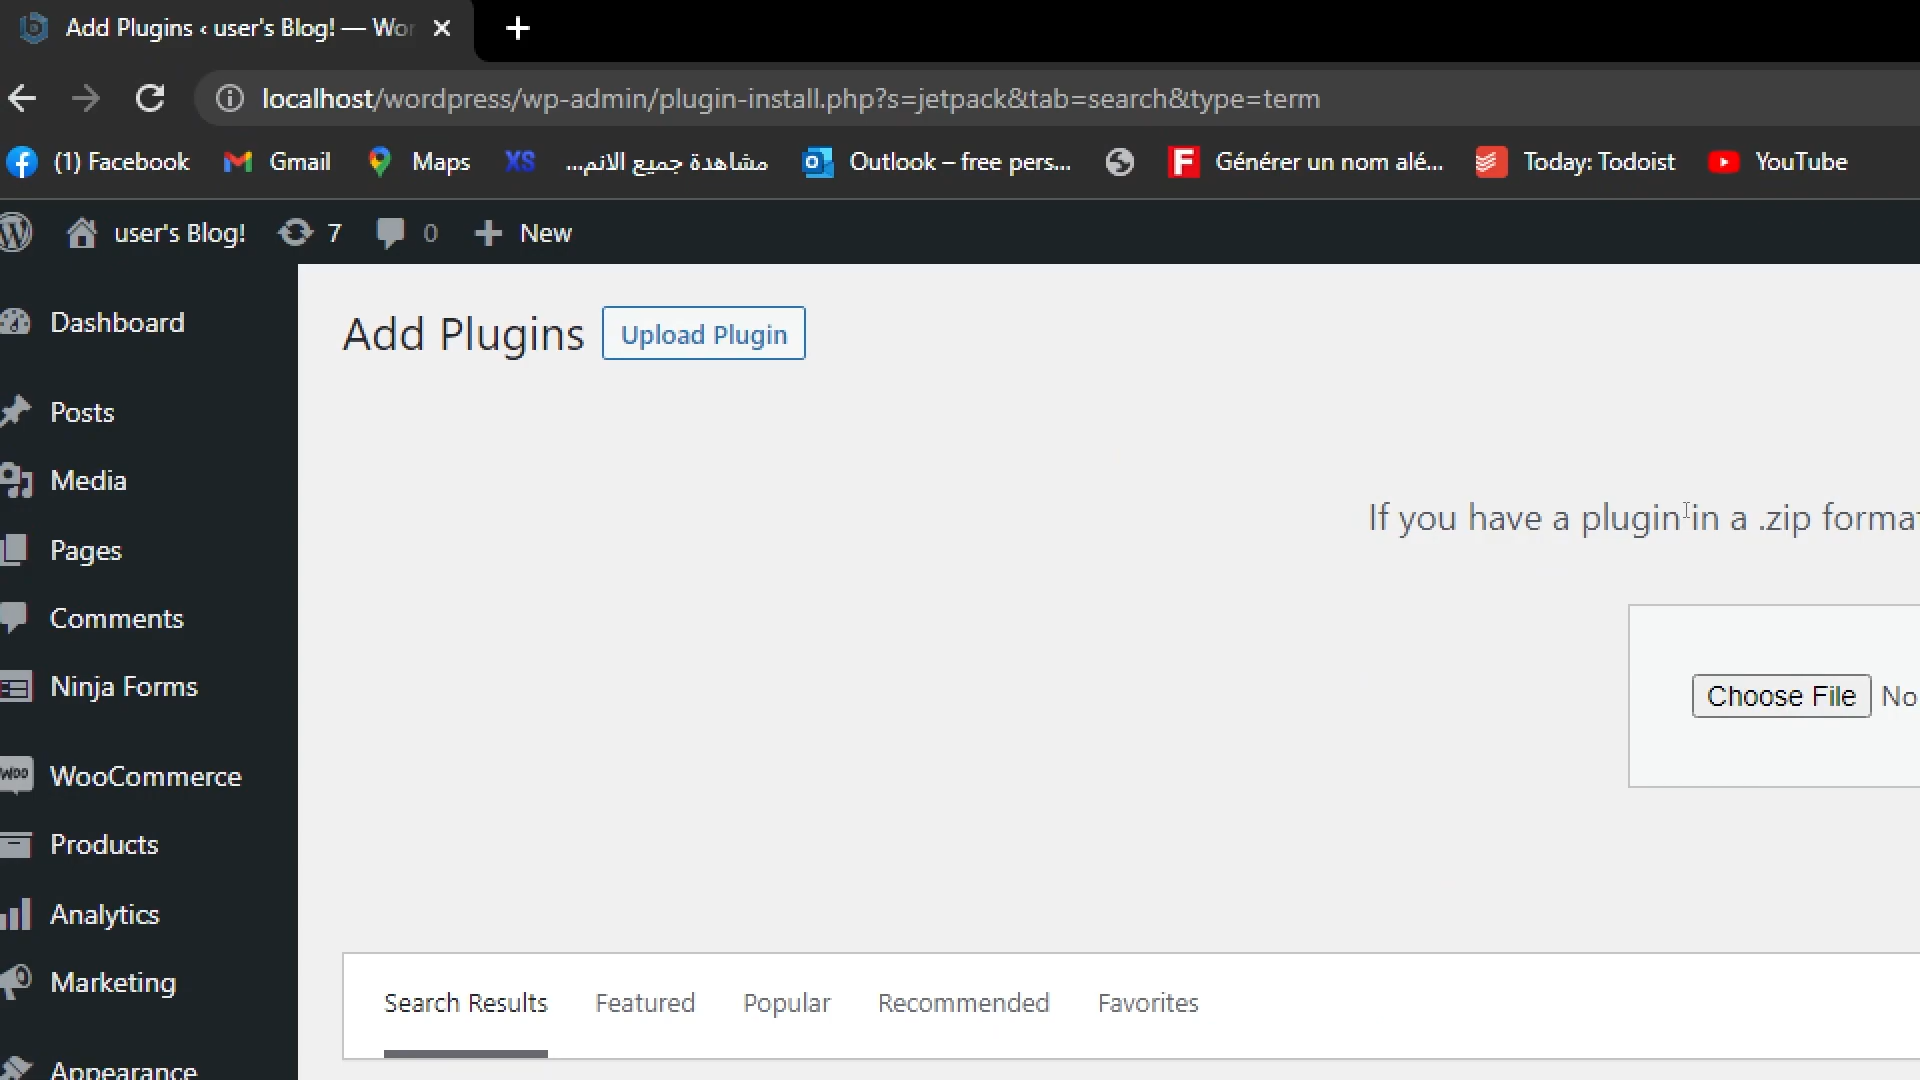 Add Plugins ‹ user's Blog! — Wor
localhost/wordpress/wp-admin/plugin-install.php?s=jetpack&tab=search&type=term
(1) Facebook Gmail Maps XS مشاهدة جميع الانم... Outlook – free pers... Générer un nom alé... Today: Todoist YouTube
user's Blog! 7 0 New
Dashboard
Add Plugins Upload Plugin
Posts
Media
Pages
If you have a plugin in a .zip format
Comments
Ninja Forms
Choose File No
WooCommerce
Products
Analytics
Marketing
Search Results Featured Popular Recommended Favorites
Appearance